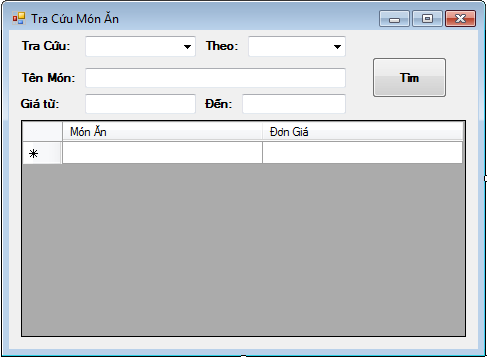 Tra Cứu Món Ăn
Tra Cứu: Theo:
Tên Món:
Tìm
Giá từ: Đến:
Món Ăn Đơn Giá